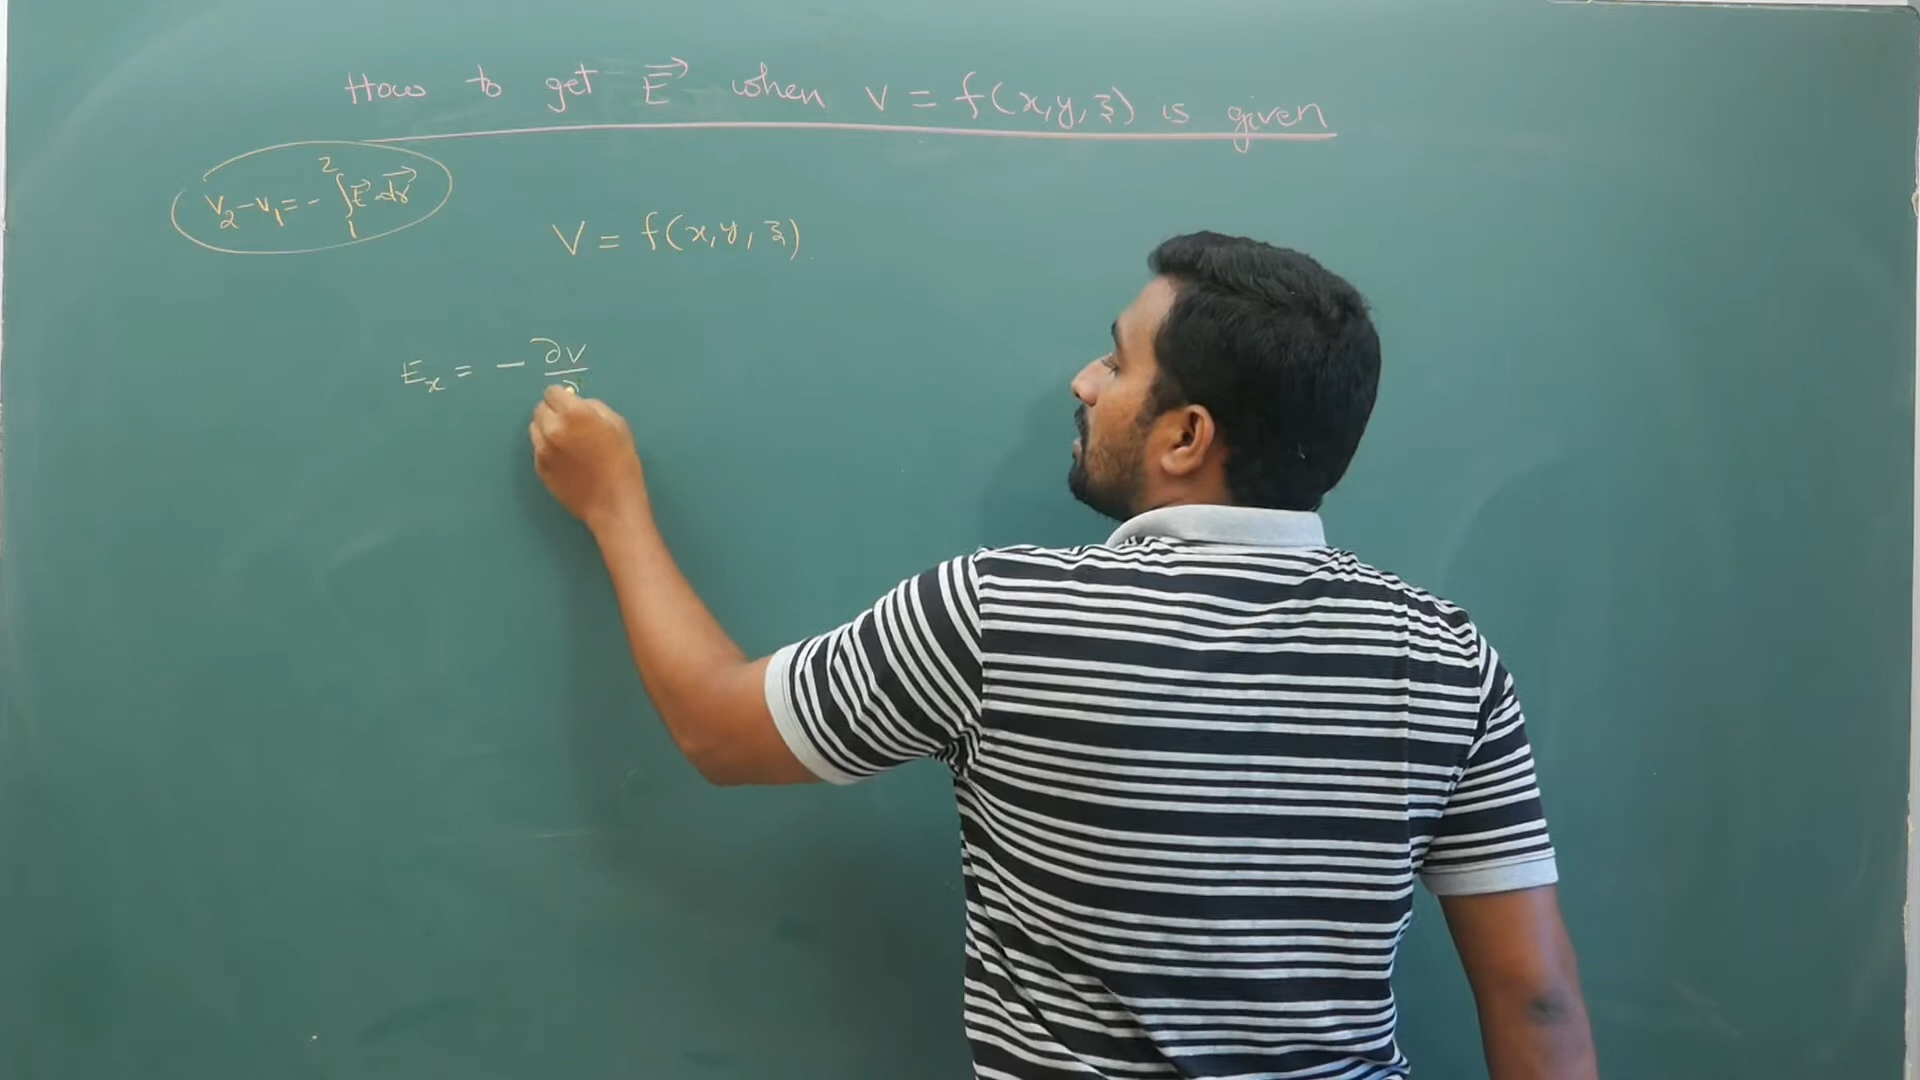 How to get E⃗ when V = f(x,y,z) is given
V₂-V₁ = - ∫₁² E⃗.dr⃗
V = f(x,y,z)
Eₓ = - ∂V/∂